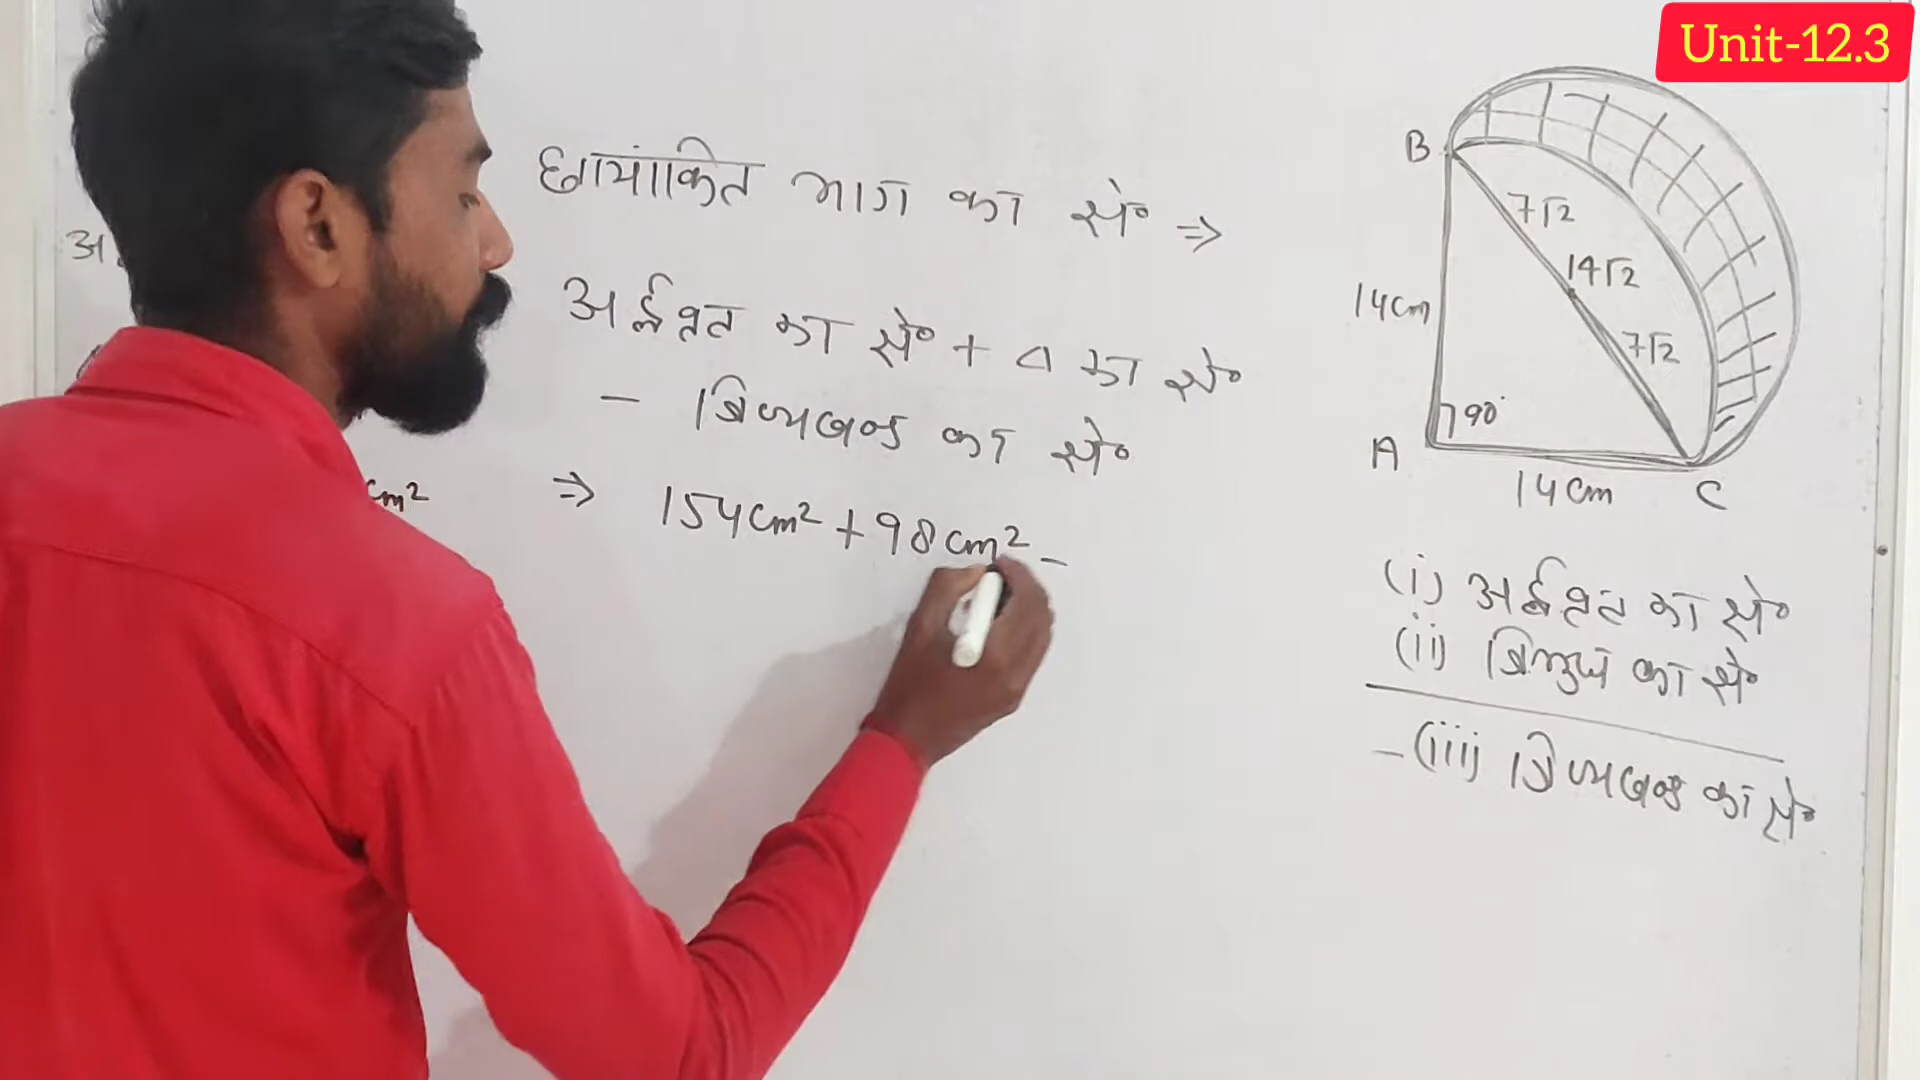 Unit-12.3
छायांकित भाग का क्षे० ⇒
अर्द्धवृत का क्षे० + △ का क्षे०
- त्रिज्यखण्ड का क्षे०
⇒ 154cm² + 98cm² -
cm²
अ
B
7√2
14√2
7√2
14cm
90°
A
14cm
C
(i) अर्द्धवृत का क्षे०
(ii) त्रिभुज का क्षे०
- (iii) त्रिज्यखण्ड का क्षे०